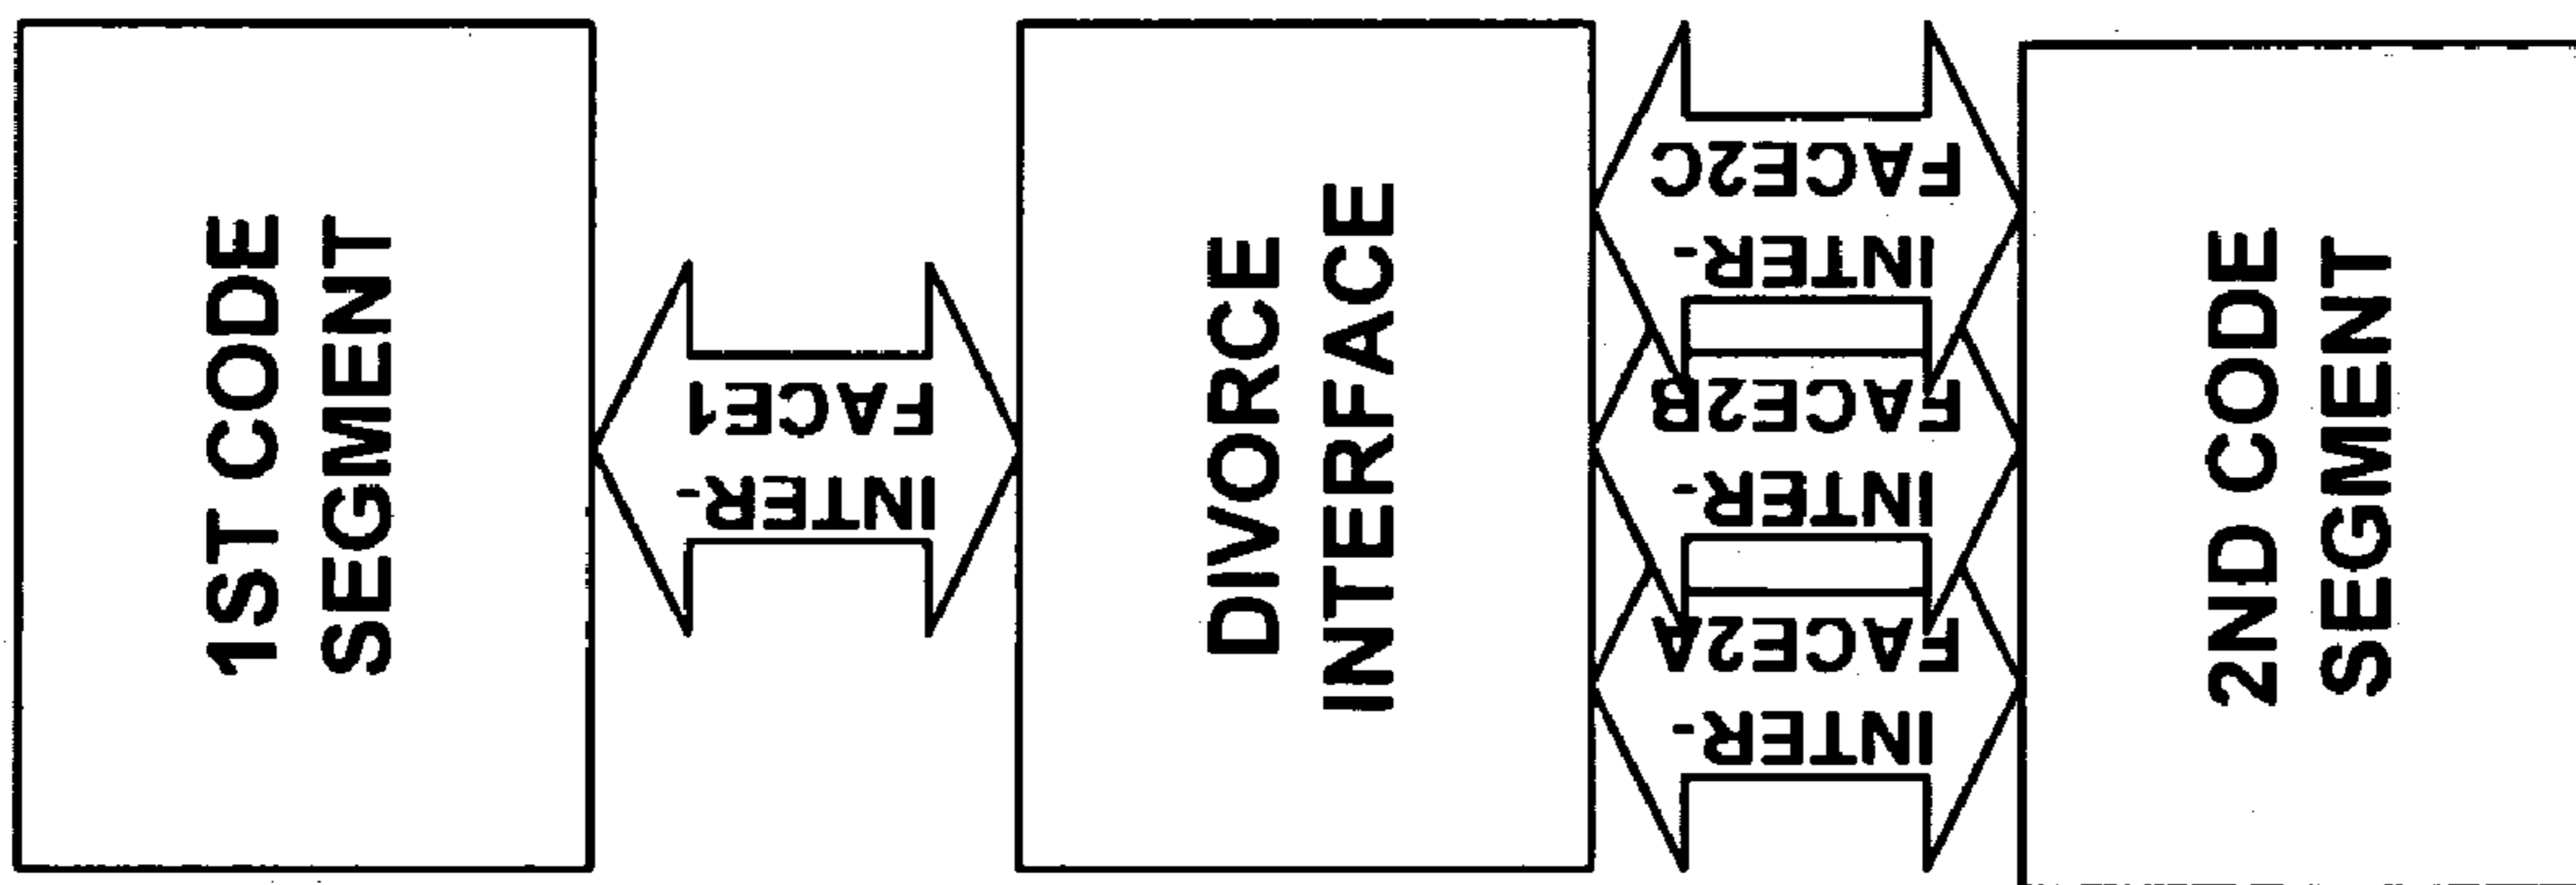 1ST CODE
SEGMENT
INTER-
FACE1
DIVORCE
INTERFACE
INTER-
FACE2A
INTER-
FACE2B
INTER-
FACE2C
2ND CODE
SEGMENT